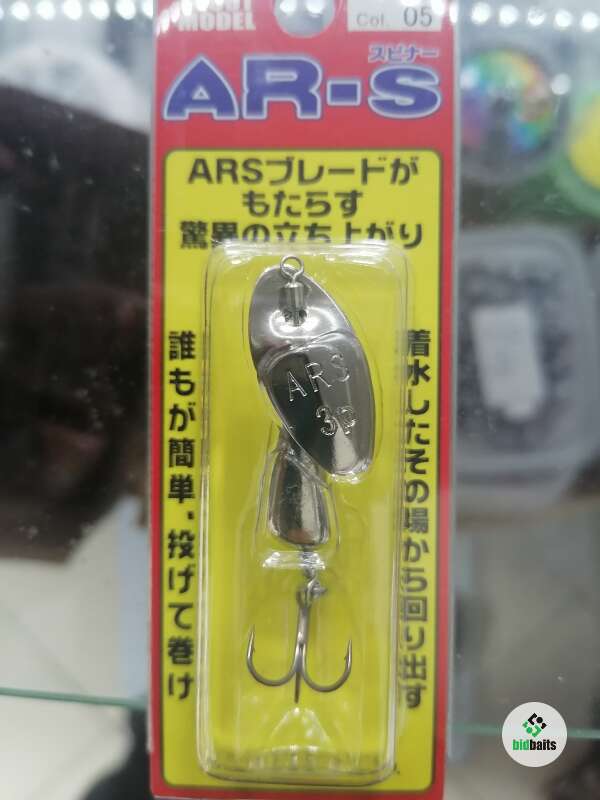 MODEL
Col. 05
スピナー
AR-S
ARSブレードが
もたらす
驚異の立ち上がり
誰もが簡単、投げて巻け
着水したその場から回り出す
ARS
3p
bidbaits